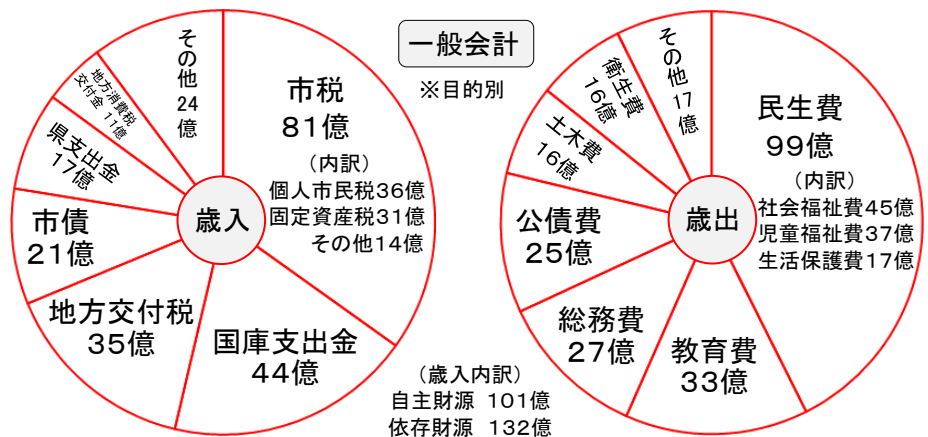 一般会計
※目的別
歳入
市税
81億
（内訳）
個人市民税36億
固定資産税31億
その他14億
国庫支出金
44億
地方交付税
35億
市債
21億
県支出金
17億
地方消費税
交付金 11億
その他 24億
（歳入内訳）
自主財源 101億
依存財源 132億
歳出
民生費
99億
（内訳）
社会福祉費45億
児童福祉費37億
生活保護費17億
教育費
33億
総務費
27億
公債費
25億
土木費
16億
衛生費
16億
その他 17億